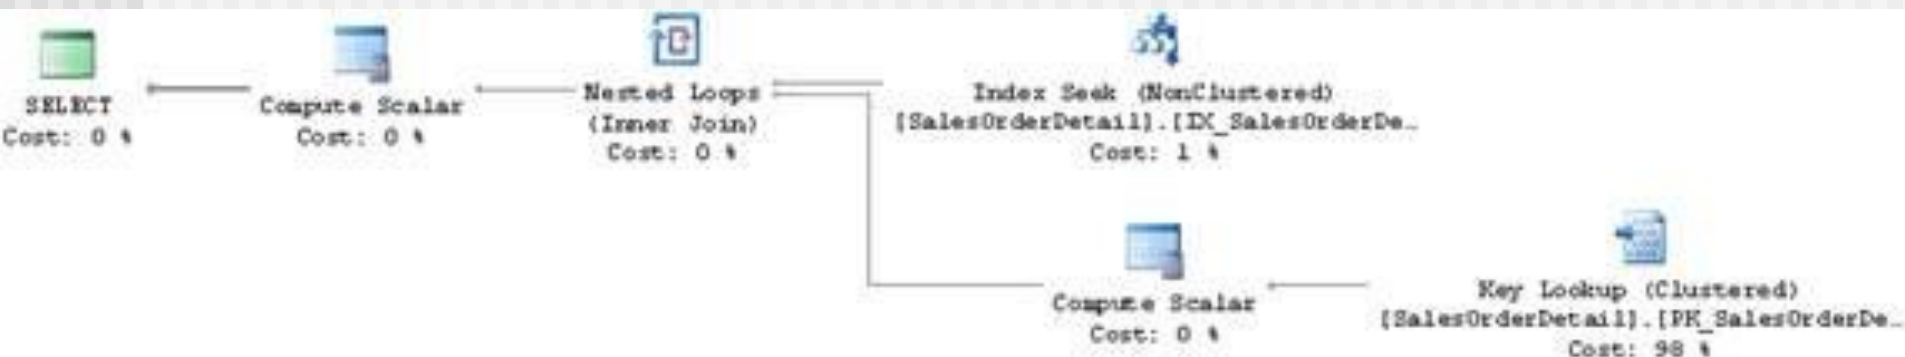 SELECT
Cost: 0 %
Compute Scalar
Cost: 0 %
Nested Loops
(Inner Join)
Cost: 0 %
Index Seek (NonClustered)
[SalesOrderDetail].[IX_SalesOrderDe…
Cost: 1 %
Compute Scalar
Cost: 0 %
Key Lookup (Clustered)
[SalesOrderDetail].[PK_SalesOrderDe…
Cost: 98 %